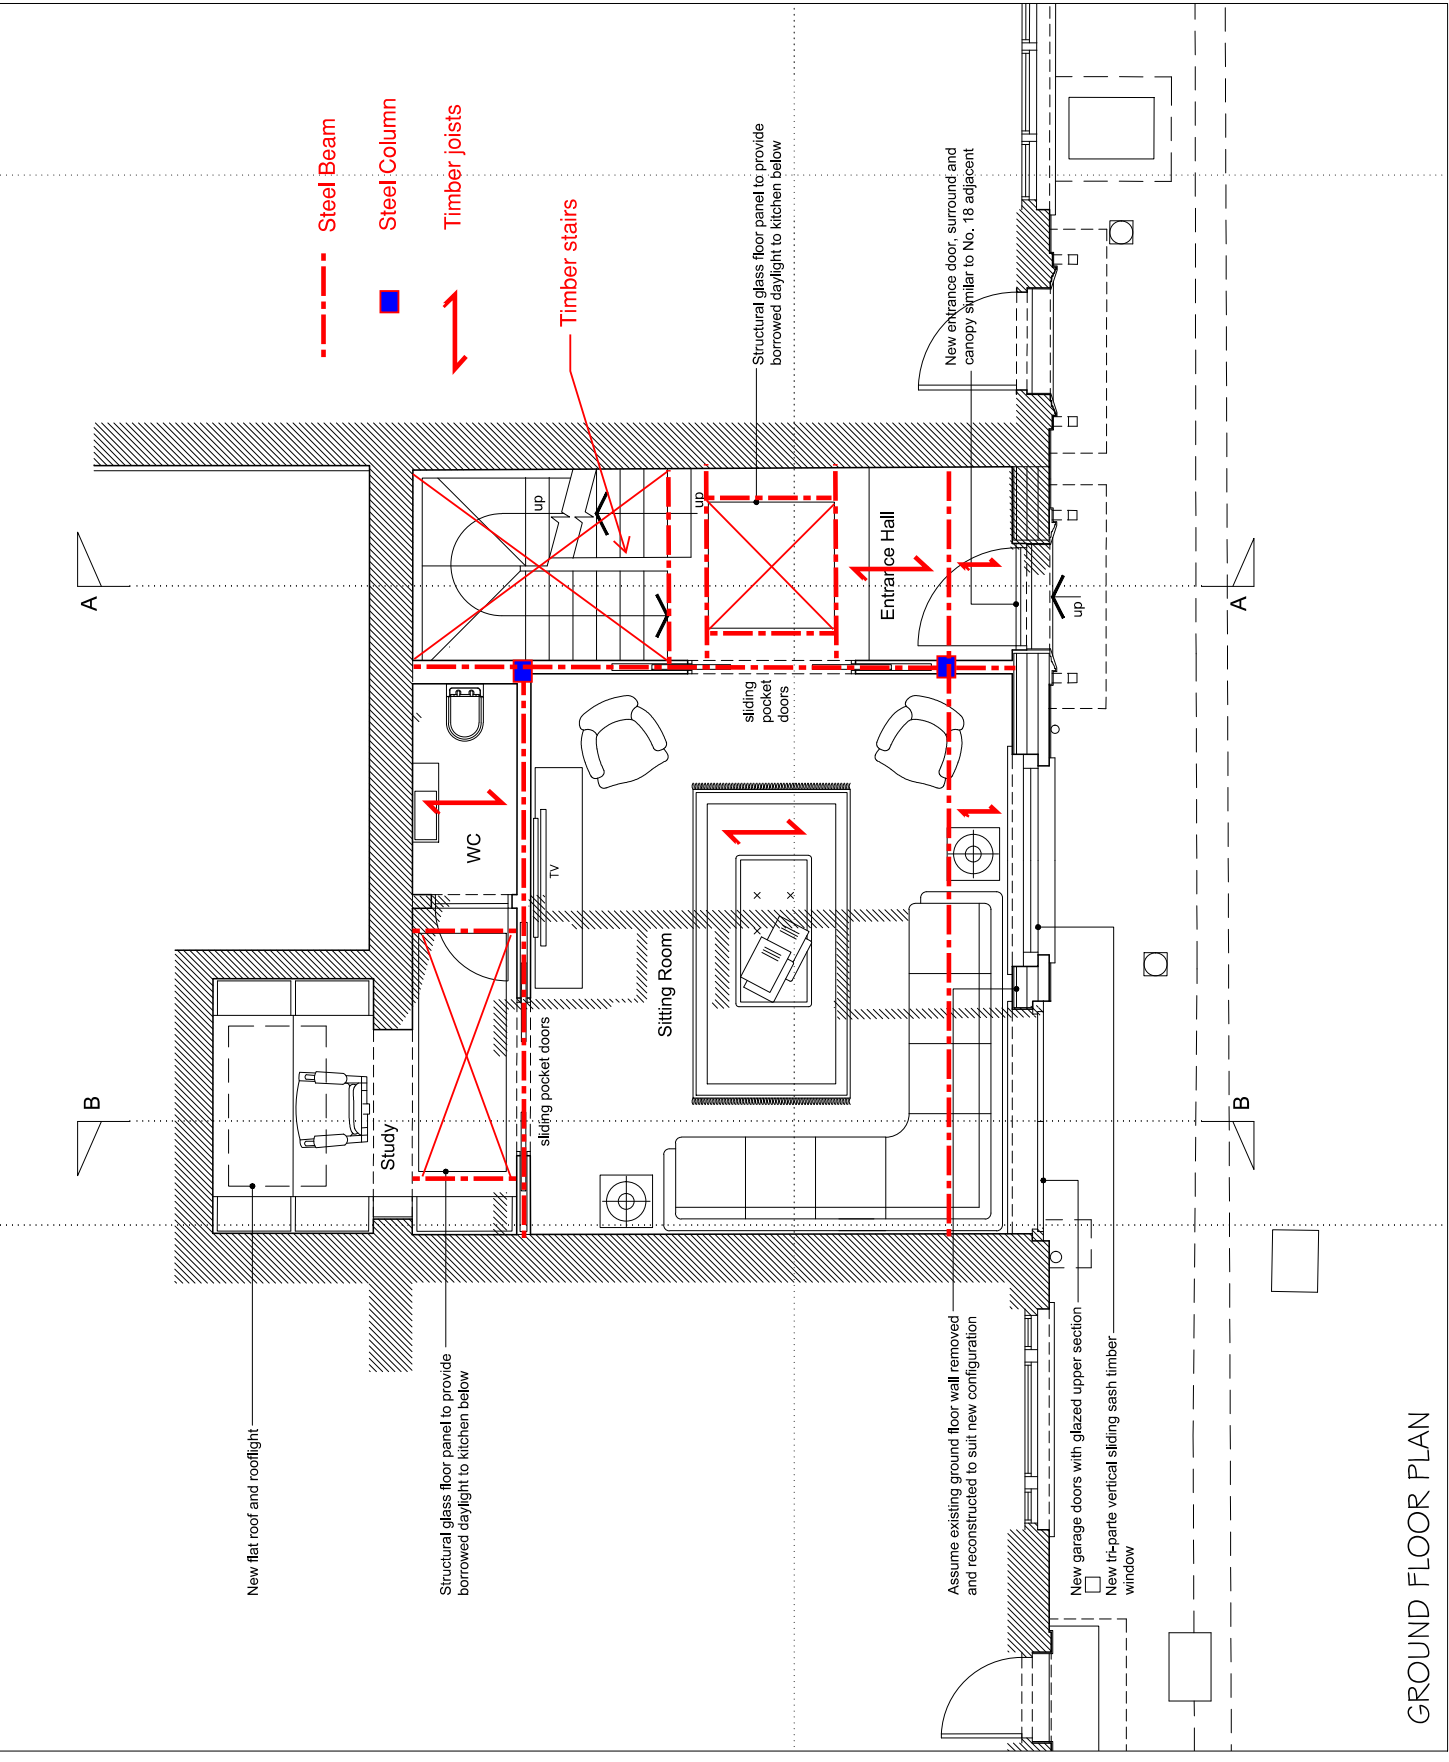 Steel Beam
Steel Column
Timber joists
Timber stairs
Structural glass floor panel to provide
borrowed daylight to kitchen below
New entrance door, surround and
canopy similar to No. 18 adjacent
A
A
up
up
up
Entrance Hall
sliding
pocket
doors
WC
TV
Sitting Room
sliding pocket doors
Study
B
B
New flat roof and rooflight
Structural glass floor panel to provide
borrowed daylight to kitchen below
Assume existing ground floor wall removed
and reconstructed to suit new configuration
New garage doors with glazed upper section
New tri-parte vertical sliding sash timber
window
GROUND FLOOR PLAN